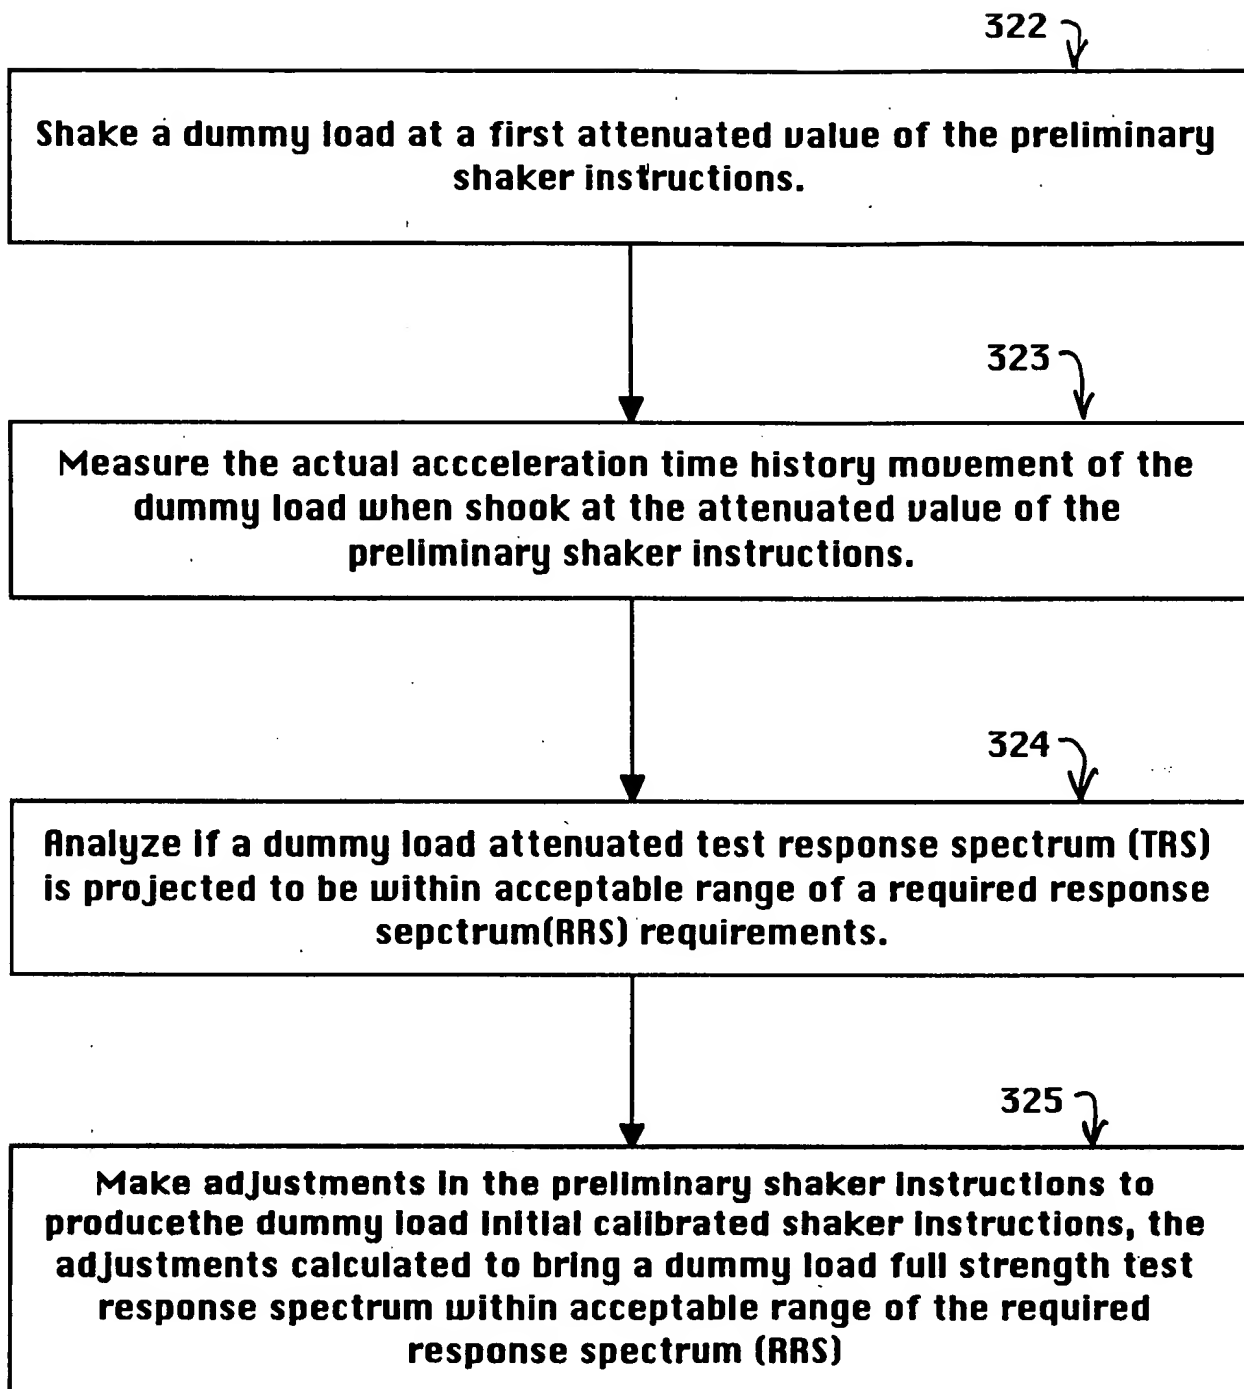 322
Shake a dummy load at a first attenuated value of the preliminary
shaker instructions.
323
Measure the actual accceleration time history movement of the
dummy load when shook at the attenuated value of the
preliminary shaker instructions.
324
Analyze if a dummy load attenuated test response spectrum (TRS)
is projected to be within acceptable range of a required response
sepctrum(RRS) requirements.
325
Make adjustments in the preliminary shaker instructions to
producethe dummy load initial calibrated shaker instructions, the
adjustments calculated to bring a dummy load full strength test
response spectrum within acceptable range of the required
response spectrum (RRS)